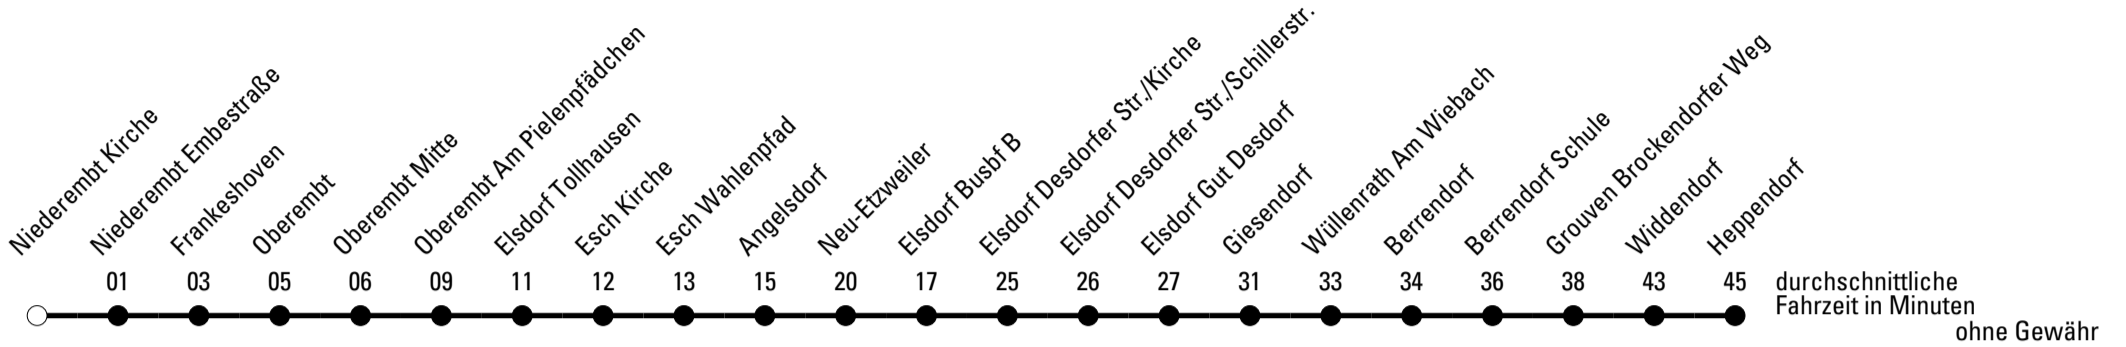 Niederembt Kirche
Niederembt Embestraße
Frankeshoven
Oberembt
Oberembt Mitte
Oberembt Am Pielenpfädchen
Elsdorf Tollhausen
Esch Kirche
Esch Wahlenpfad
Angelsdorf
Neu-Etzweiler
Elsdorf Busbf B
Elsdorf Desdorfer Str./Kirche
Elsdorf Desdorfer Str./Schillerstr.
Elsdorf Gut Desdorf
Giesendorf
Wüllenrath Am Wiebach
Berrendorf
Berrendorf Schule
Grouven Brockendorfer Weg
Widdendorf
Heppendorf
01 03 05 06 09 11 12 13 15 20 17 25 26 27 31 33 34 36 38 43 45 durchschnittliche
Fahrzeit in Minuten
ohne Gewähr